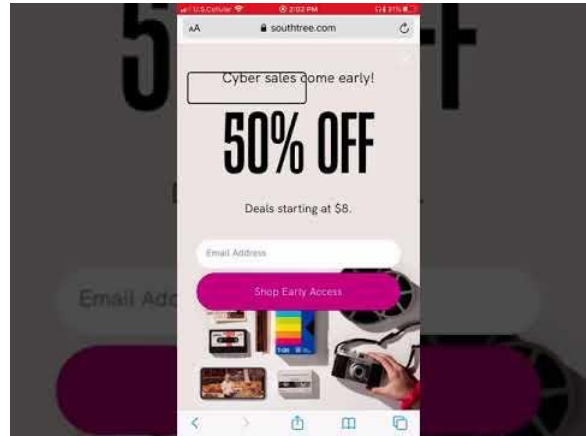 U.S.Cellular 2:02 PM 31%
AA southtree.com
Cyber sales come early!
50% OFF
Deals starting at $8.
Email Address
Shop Early Access
Email Add